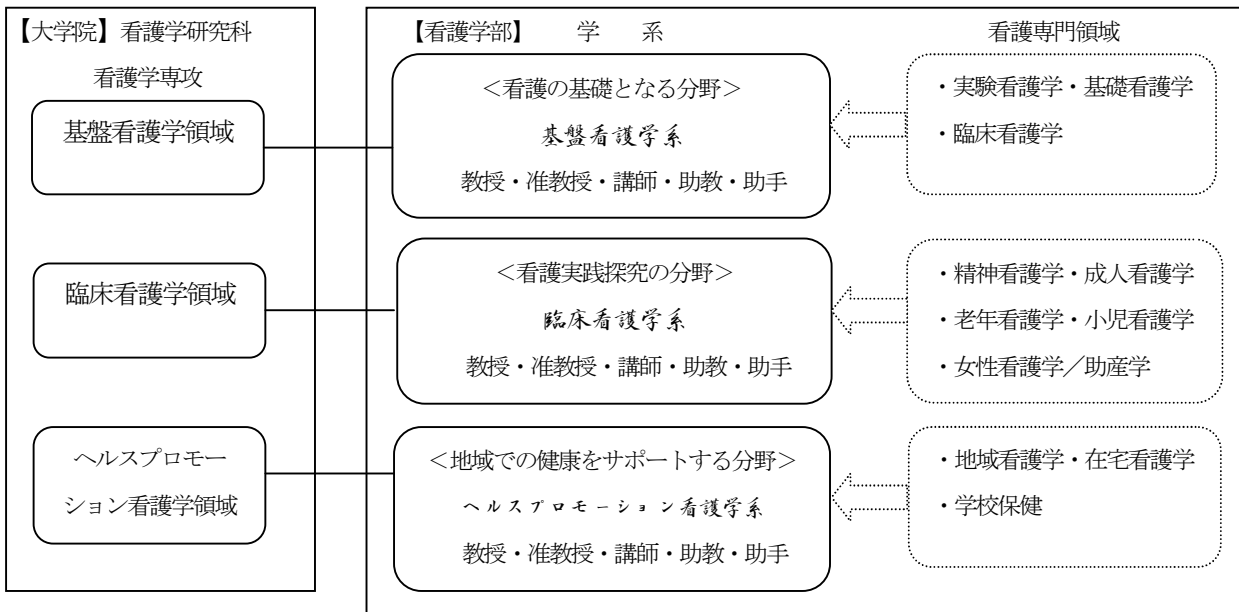 【大学院】看護学研究科
看護学専攻
基盤看護学領域
臨床看護学領域
ヘルスプロモー
ション看護学領域
【看護学部】 学 系
＜看護の基礎となる分野＞
基盤看護学系
教授・准教授・講師・助教・助手
＜看護実践探究の分野＞
臨床看護学系
教授・准教授・講師・助教・助手
＜地域での健康をサポートする分野＞
ヘルスプロモーション看護学系
教授・准教授・講師・助教・助手
看護専門領域
・実験看護学・基礎看護学
・臨床看護学
・精神看護学・成人看護学
・老年看護学・小児看護学
・女性看護学／助産学
・地域看護学・在宅看護学
・学校保健